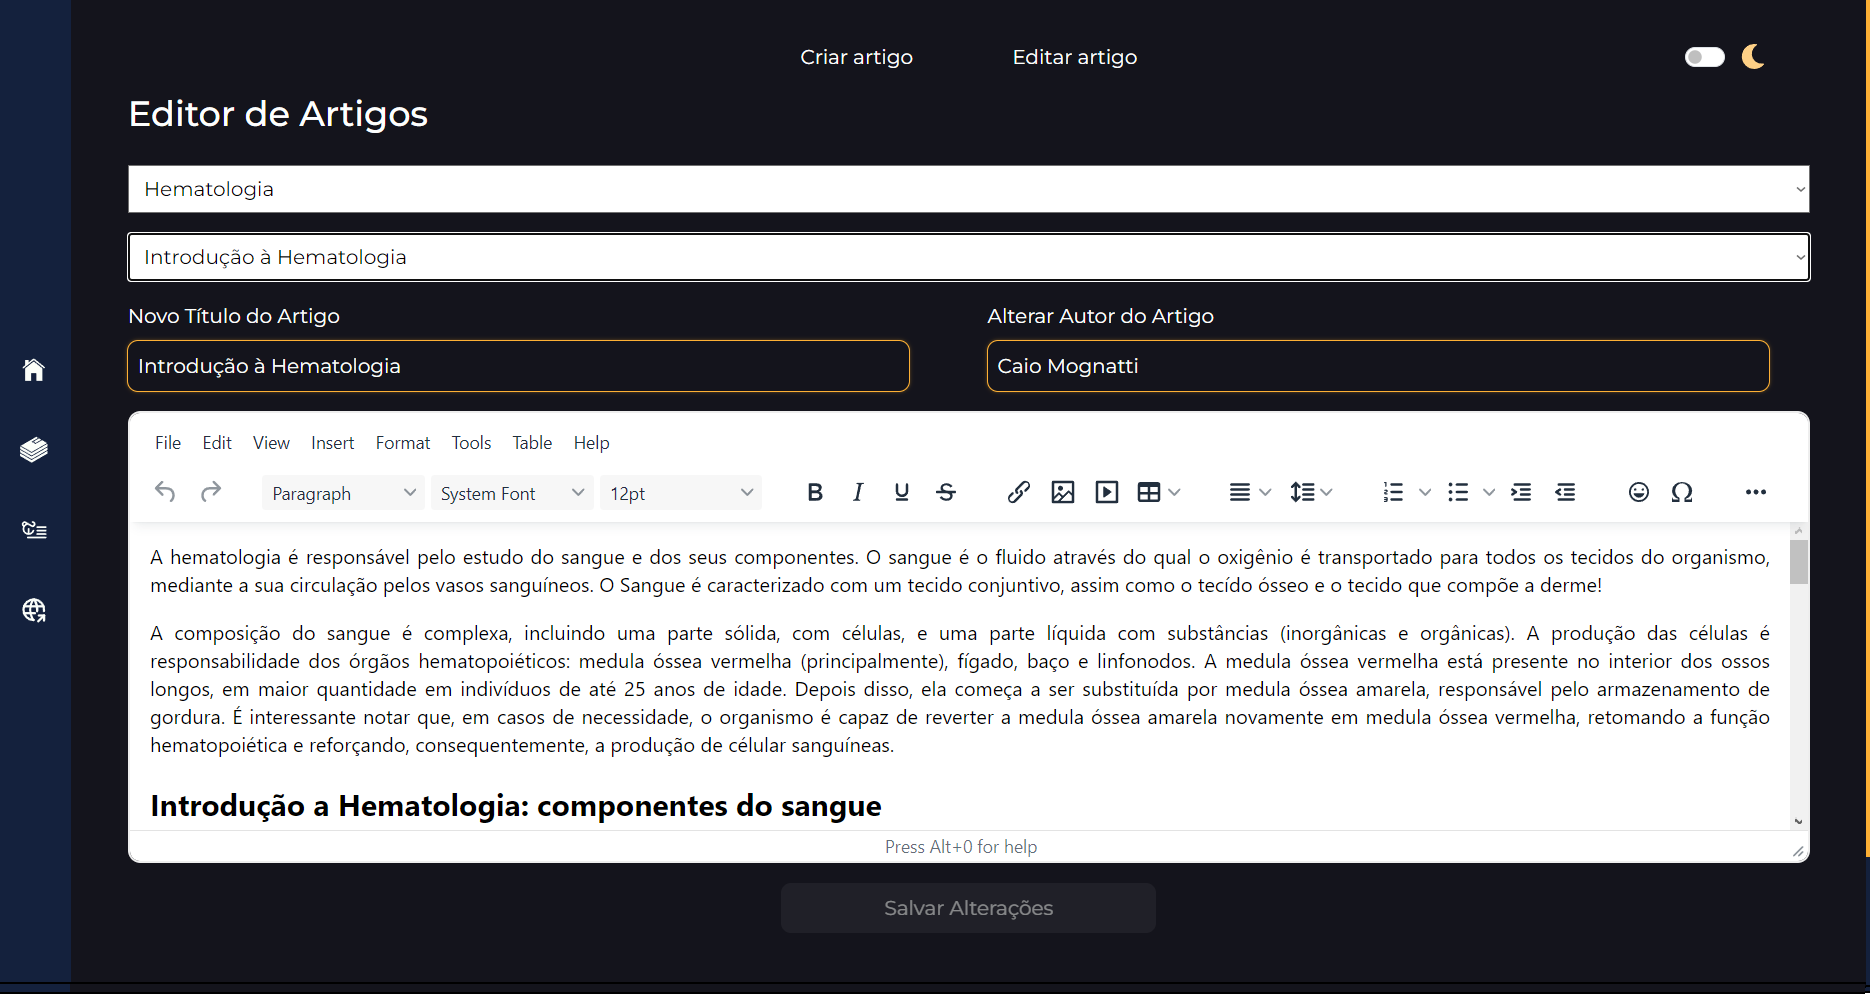 Criar artigo
Editar artigo
Editor de Artigos
Hematologia
Introdução à Hematologia
Novo Título do Artigo
Alterar Autor do Artigo
Introdução à Hematologia
Caio Mognatti
File Edit View Insert Format Tools Table Help
Paragraph System Font 12pt
A hematologia é responsável pelo estudo do sangue e dos seus componentes. O sangue é o fluido através do qual o oxigênio é transportado para todos os tecidos do organismo,
mediante a sua circulação pelos vasos sanguíneos. O Sangue é caracterizado com um tecido conjuntivo, assim como o tecído ósseo e o tecido que compõe a derme!
A composição do sangue é complexa, incluindo uma parte sólida, com células, e uma parte líquida com substâncias (inorgânicas e orgânicas). A produção das células é
responsabilidade dos órgãos hematopoiéticos: medula óssea vermelha (principalmente), fígado, baço e linfonodos. A medula óssea vermelha está presente no interior dos ossos
longos, em maior quantidade em indivíduos de até 25 anos de idade. Depois disso, ela começa a ser substituída por medula óssea amarela, responsável pelo armazenamento de
gordura. É interessante notar que, em casos de necessidade, o organismo é capaz de reverter a medula óssea amarela novamente em medula óssea vermelha, retomando a função
hematopoiética e reforçando, consequentemente, a produção de célular sanguíneas.
Introdução a Hematologia: componentes do sangue
Press Alt+0 for help
Salvar Alterações